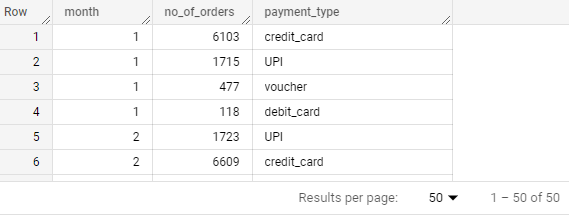 Row month no_of_orders payment_type
1 1 6103 credit_card
2 1 1715 UPI
3 1 477 voucher
4 1 118 debit_card
5 2 1723 UPI
6 2 6609 credit_card
Results per page: 50 1 – 50 of 50